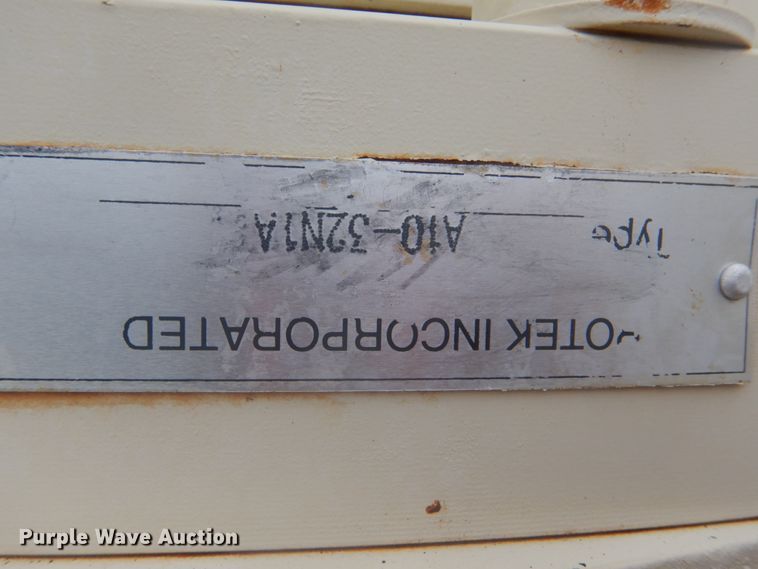 OTEK INCORPORATED
Type A10-32N1A
Purple Wave Auction